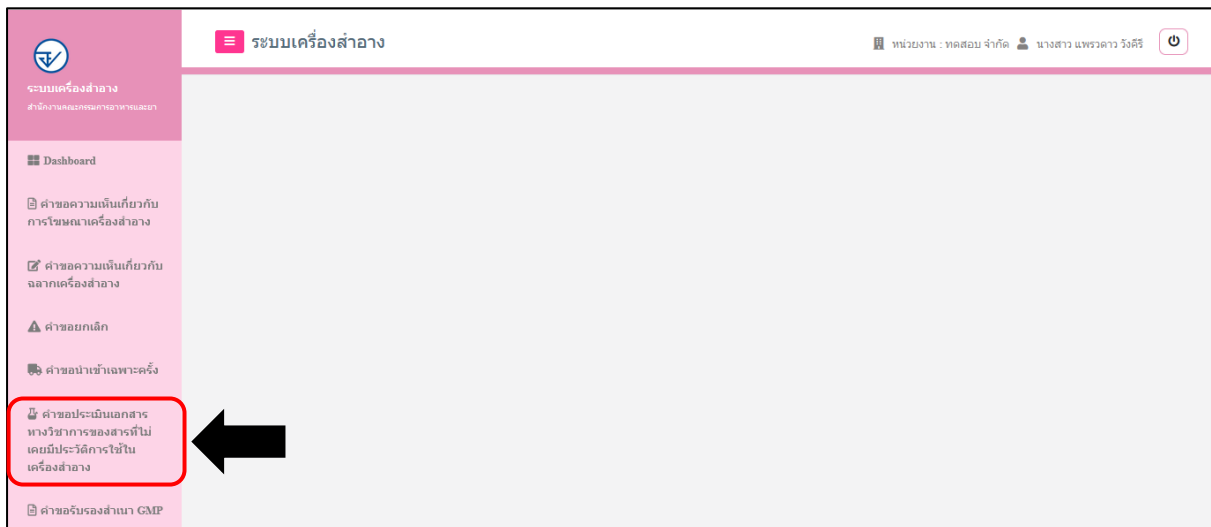 ระบบเครื่องสำอาง
สำนักงานคณะกรรมการอาหารและยา
ระบบเครื่องสำอาง
หน่วยงาน : ทดสอบ จำกัด
นางสาว แพรวดาว วังคีรี
Dashboard
คำขอความเห็นเกี่ยวกับ
การโฆษณาเครื่องสำอาง
คำขอความเห็นเกี่ยวกับ
ฉลากเครื่องสำอาง
คำขอยกเลิก
คำขอนำเข้าเฉพาะครั้ง
คำขอประเมินเอกสาร
ทางวิชาการของสารที่ไม่
เคยมีประวัติการใช้ใน
เครื่องสำอาง
คำขอรับรองสำเนา GMP